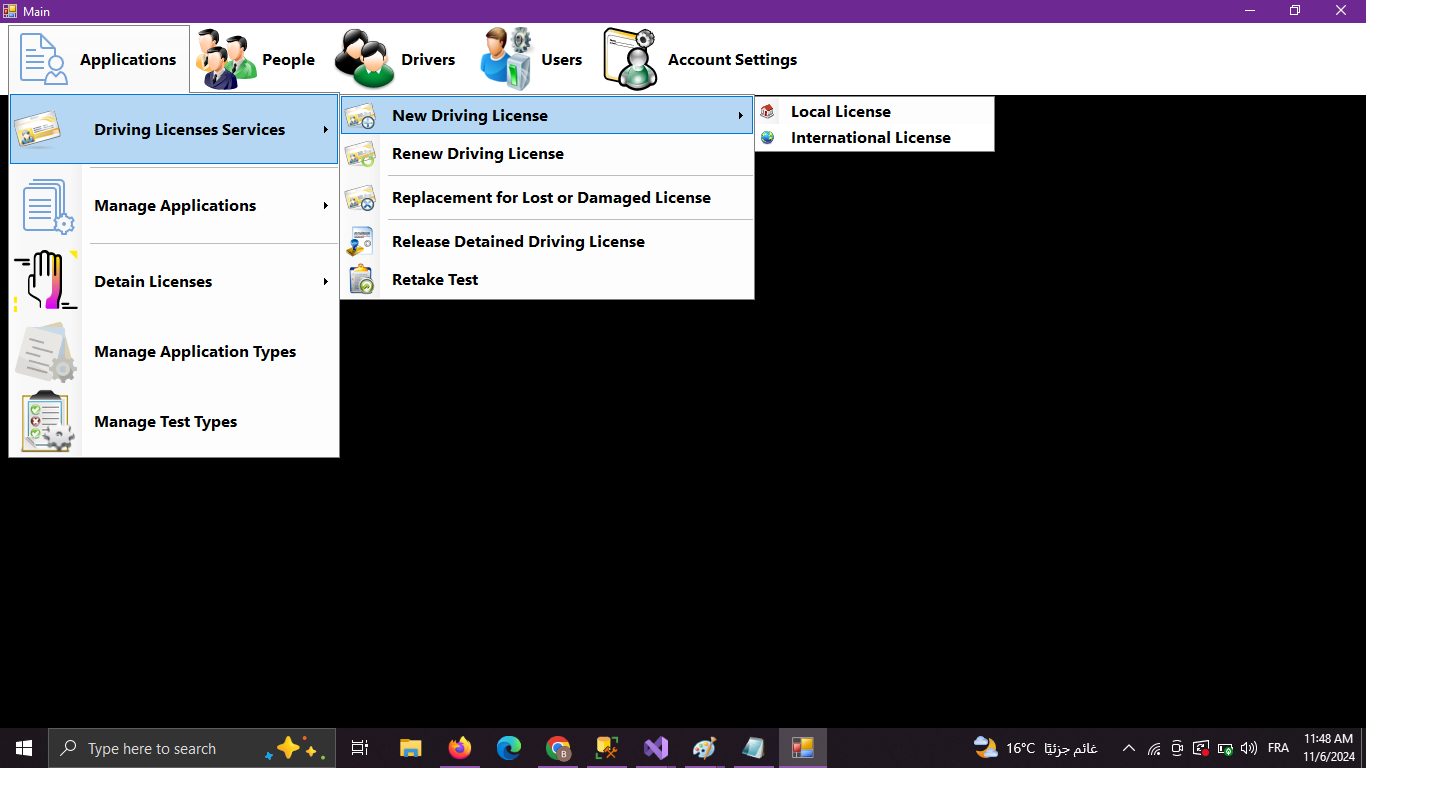 Main
Applications
People
Drivers
Users
Account Settings
Driving Licenses Services
Manage Applications
Detain Licenses
Manage Application Types
Manage Test Types
New Driving License
Renew Driving License
Replacement for Lost or Damaged License
Release Detained Driving License
Retake Test
Local License
International License
Type here to search
B
16°C غائم جزئيًا
FRA
11:48 AM
11/6/2024